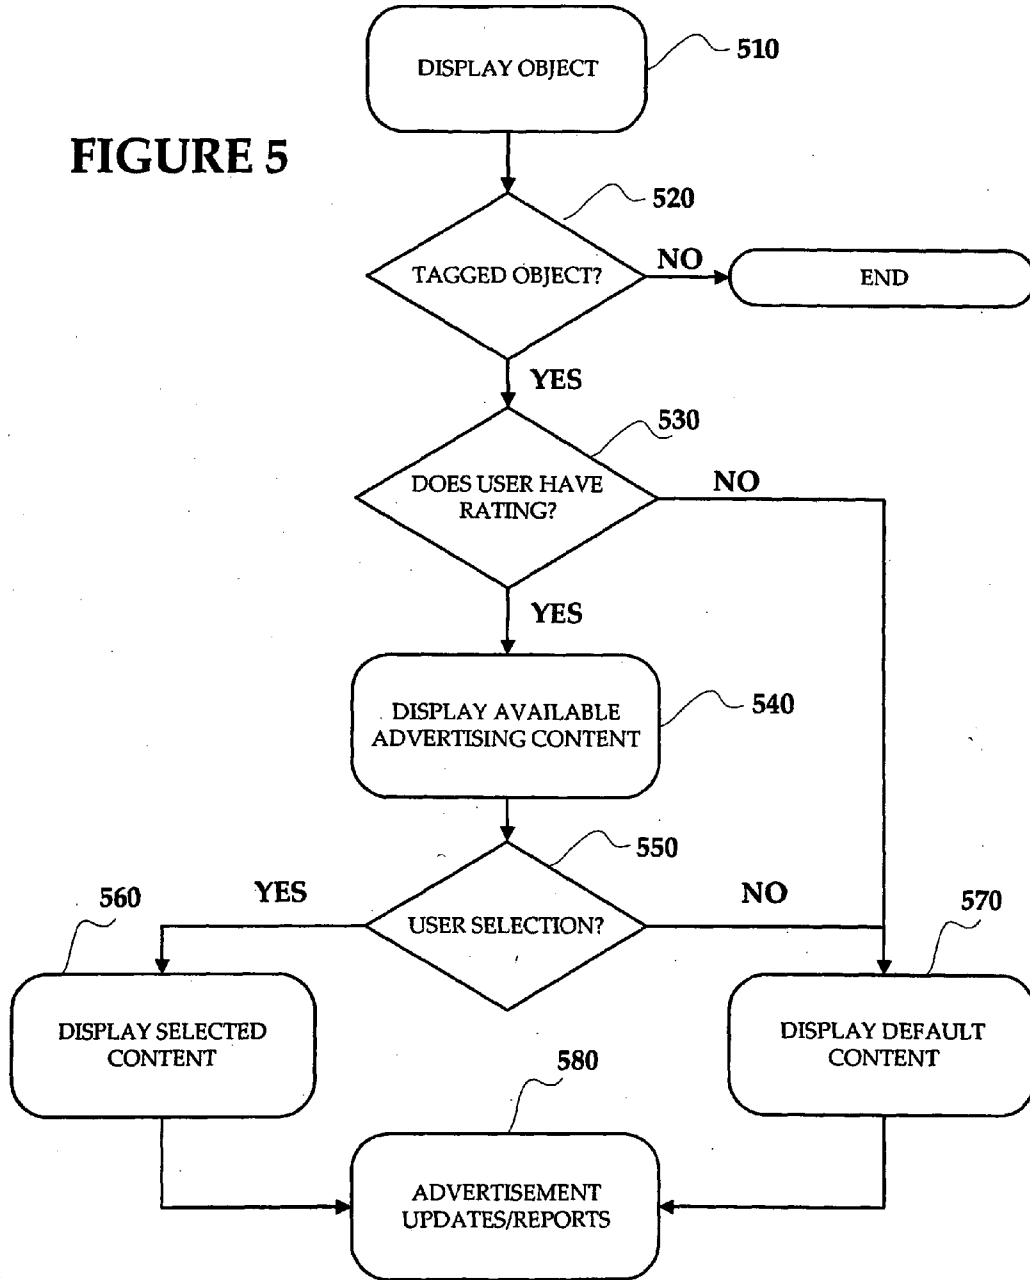 DISPLAY OBJECT
510
FIGURE 5
520
TAGGED OBJECT?
NO
END
YES
530
DOES USER HAVE
RATING?
NO
YES
DISPLAY AVAILABLE
ADVERTISING CONTENT
540
550
USER SELECTION?
YES
NO
560
570
DISPLAY SELECTED
CONTENT
DISPLAY DEFAULT
CONTENT
580
ADVERTISEMENT
UPDATES/REPORTS